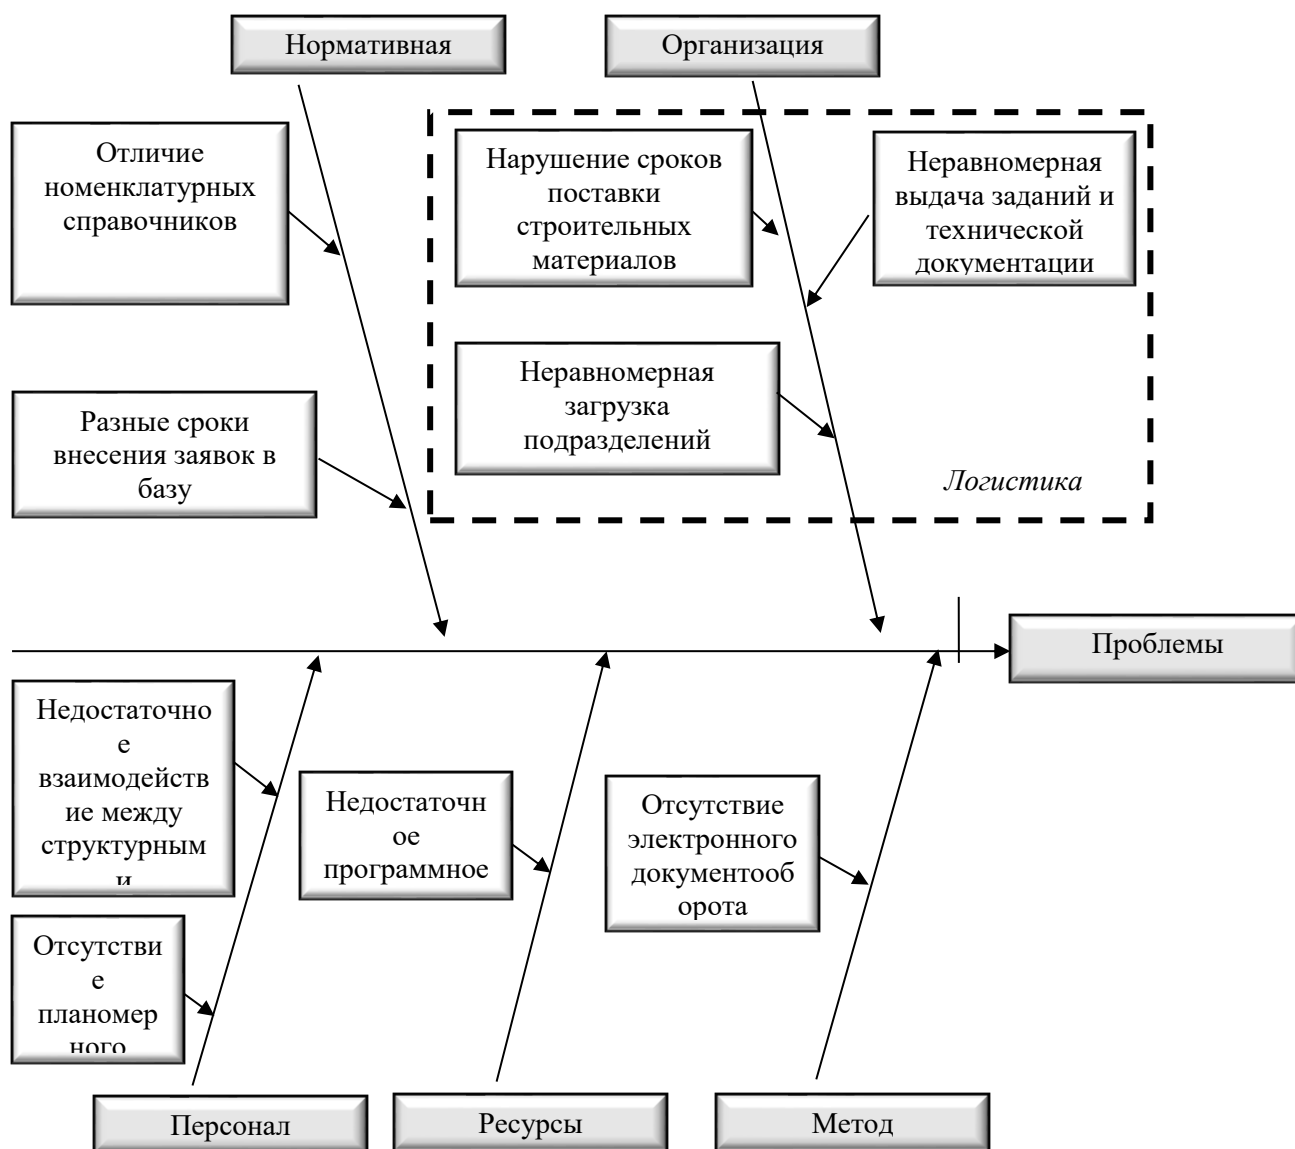 Нормативная
Организация
Отличие
номенклатурных
справочников
Нарушение сроков
поставки
строительных
материалов
Неравномерная
выдача заданий и
технической
документации
Неравномерная
загрузка
подразделений
Разные сроки
внесения заявок в
базу
Логистика
Проблемы
Недостаточно
е
взаимодейств
ие между
структурным
и
Недостаточн
ое
программное
Отсутствие
электронного
документооб
орота
Отсутстви
е
планомер
ного
Персонал
Ресурсы
Метод